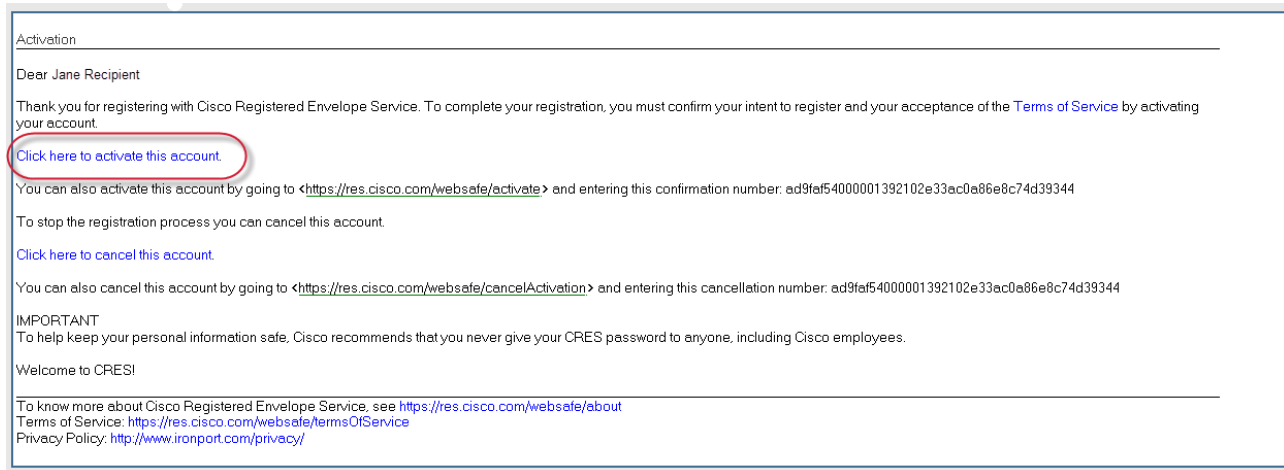 Activation
Dear Jane Recipient
Thank you for registering with Cisco Registered Envelope Service. To complete your registration, you must confirm your intent to register and your acceptance of the Terms of Service by activating
your account.
Click here to activate this account.
You can also activate this account by going to <https://res.cisco.com/websafe/activate> and entering this confirmation number: ad9faf54000001392102e33ac0a86e8c74d39344
To stop the registration process you can cancel this account.
Click here to cancel this account.
You can also cancel this account by going to <https://res.cisco.com/websafe/cancelActivation> and entering this cancellation number: ad9faf54000001392102e33ac0a86e8c74d39344
IMPORTANT
To help keep your personal information safe, Cisco recommends that you never give your CRES password to anyone, including Cisco employees.
Welcome to CRES!
To know more about Cisco Registered Envelope Service, see https://res.cisco.com/websafe/about
Terms of Service: https://res.cisco.com/websafe/termsOfService
Privacy Policy: http://www.ironport.com/privacy/